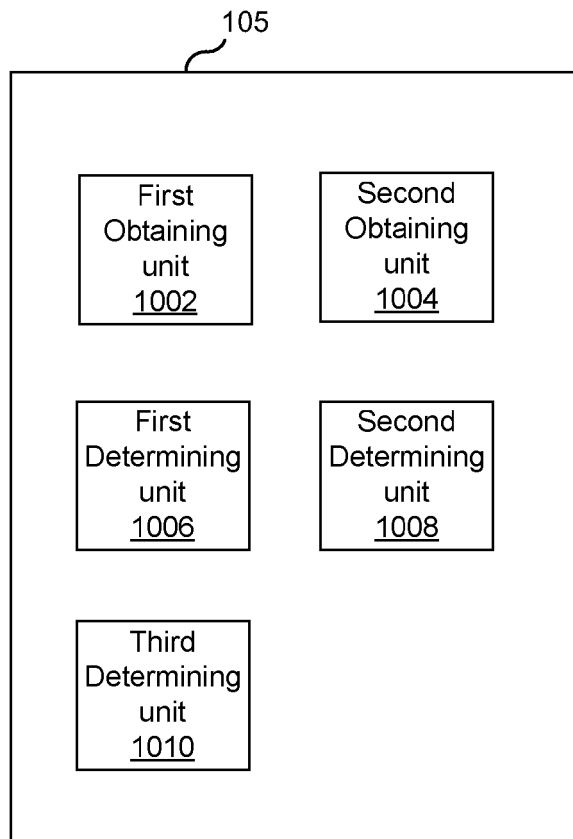 105
First
Obtaining
unit
1002
Second
Obtaining
unit
1004
First
Determining
unit
1006
Second
Determining
unit
1008
Third
Determining
unit
1010